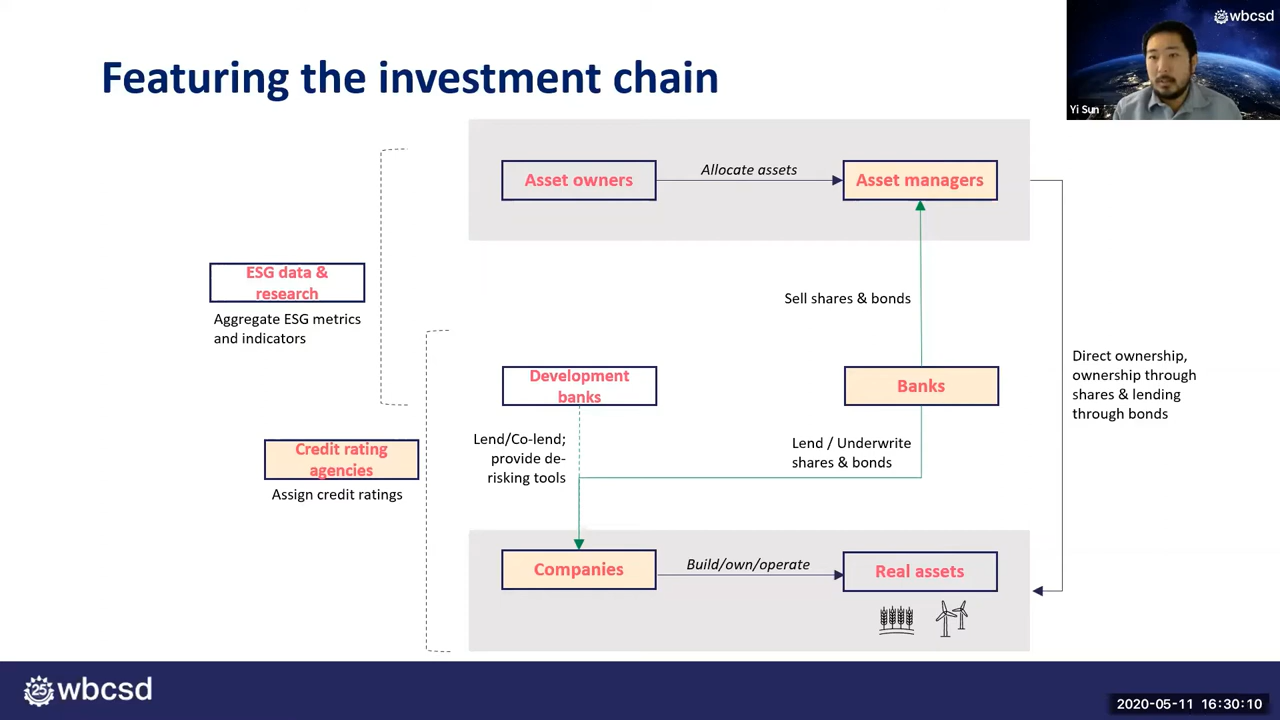 wbcsd
Yi Sun
Featuring the investment chain
Asset owners
Allocate assets
Asset managers
ESG data &
research
Aggregate ESG metrics
and indicators
Sell shares & bonds
Direct ownership,
ownership through
shares & lending
through bonds
Development
banks
Banks
Lend/Co-lend;
provide de-
risking tools
Lend / Underwrite
shares & bonds
Credit rating
agencies
Assign credit ratings
Companies
Build/own/operate
Real assets
25 wbcsd
2020-05-11 16:30:10